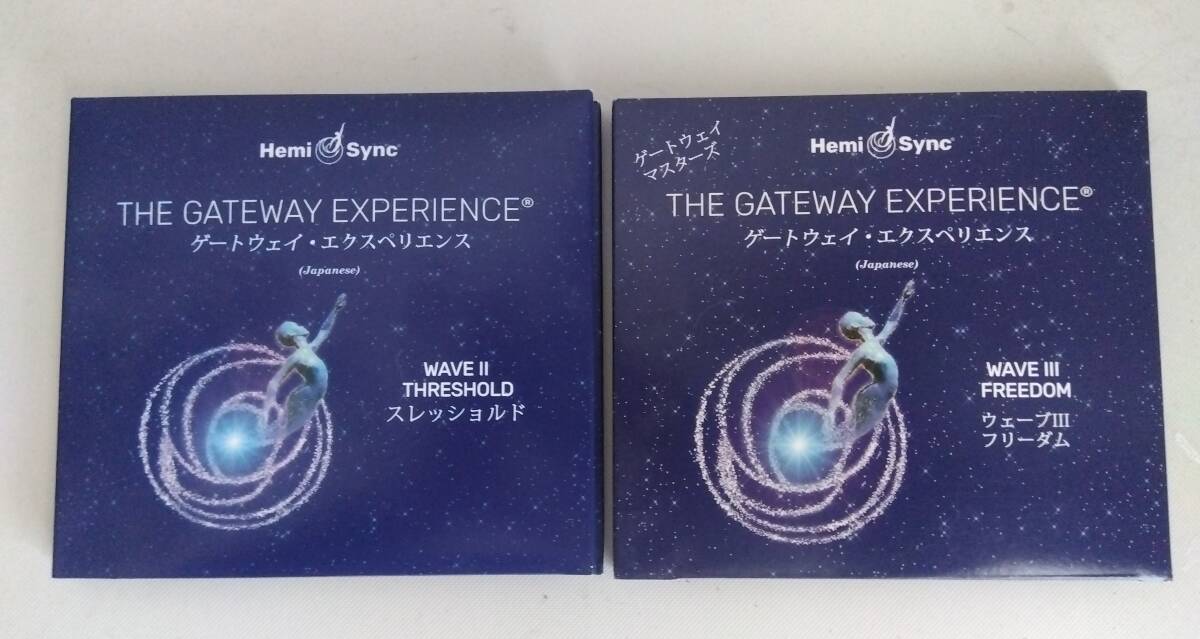 Hemi Sync
THE GATEWAY EXPERIENCE®
ゲートウェイ・エクスペリエンス
(Japanese)
WAVE II
THRESHOLD
スレッショルド
ゲートウェイ
マスターズ
Hemi Sync
THE GATEWAY EXPERIENCE®
ゲートウェイ・エクスペリエンス
(Japanese)
WAVE III
FREEDOM
ウェーブIII
フリーダム